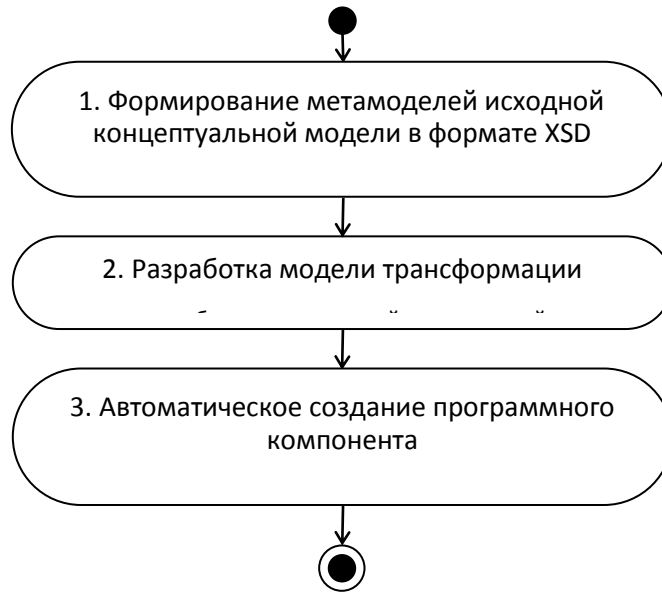 1. Формирование метамоделей исходной
концептуальной модели в формате XSD
2. Разработка модели трансформации
3. Автоматическое создание программного
компонента